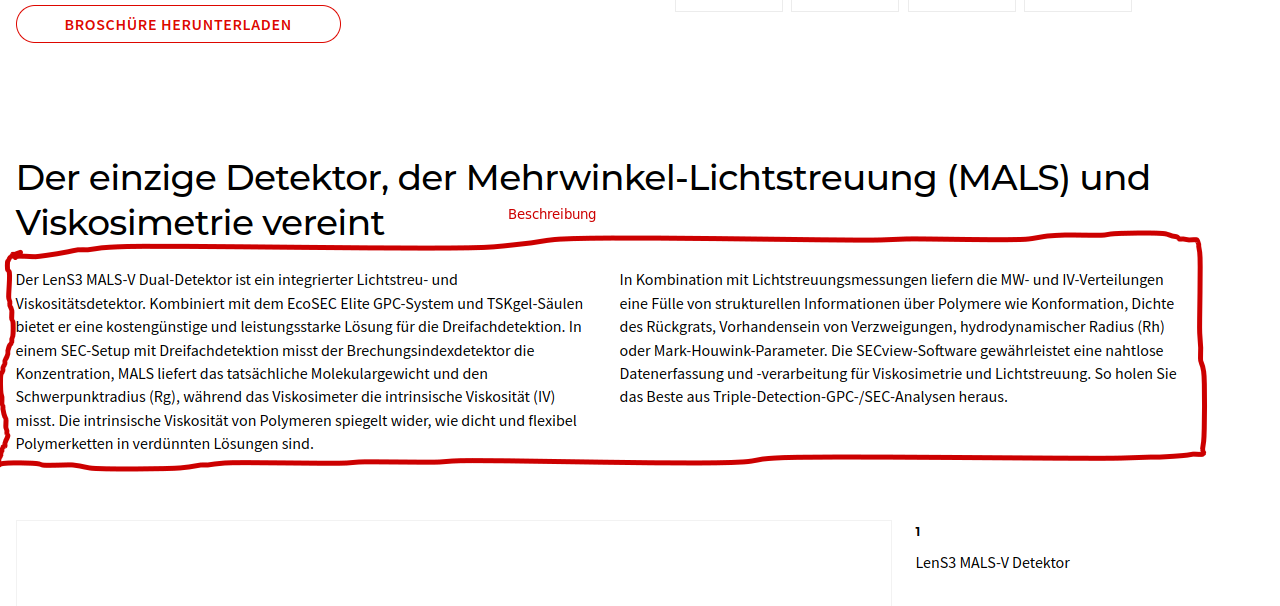 BROSCHÜRE HERUNTERLADEN
Der einzige Detektor, der Mehrwinkel-Lichtstreuung (MALS) und
Viskosimetrie vereint
Beschreibung
Der LenS3 MALS-V Dual-Detektor ist ein integrierter Lichtstreu- und
Viskositätsdetektor. Kombiniert mit dem EcoSEC Elite GPC-System und TSKgel-Säulen
bietet er eine kostengünstige und leistungsstarke Lösung für die Dreifachdetektion. In
einem SEC-Setup mit Dreifachdetektion misst der Brechungsindexdetektor die
Konzentration, MALS liefert das tatsächliche Molekulargewicht und den
Schwerpunktradius (Rg), während das Viskosimeter die intrinsische Viskosität (IV)
misst. Die intrinsische Viskosität von Polymeren spiegelt wider, wie dicht und flexibel
Polymerketten in verdünnten Lösungen sind.
In Kombination mit Lichtstreuungsmessungen liefern die MW- und IV-Verteilungen
eine Fülle von strukturellen Informationen über Polymere wie Konformation, Dichte
des Rückgrats, Vorhandensein von Verzweigungen, hydrodynamischer Radius (Rh)
oder Mark-Houwink-Parameter. Die SECview-Software gewährleistet eine nahtlose
Datenerfassung und -verarbeitung für Viskosimetrie und Lichtstreuung. So holen Sie
das Beste aus Triple-Detection-GPC-/SEC-Analysen heraus.
1
LenS3 MALS-V Detektor